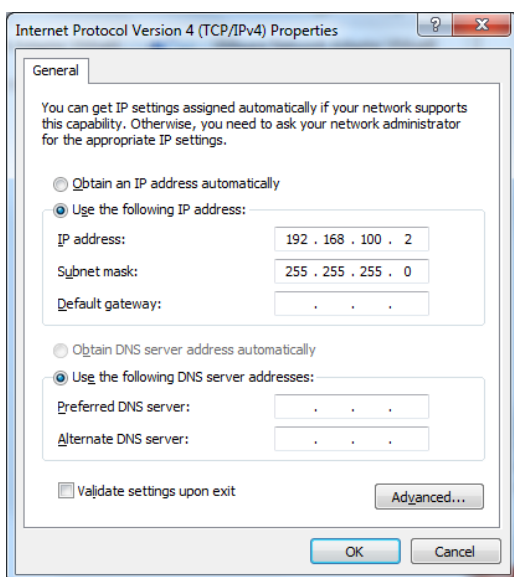 Internet Protocol Version 4 (TCP/IPv4) Properties
General
You can get IP settings assigned automatically if your network supports
this capability. Otherwise, you need to ask your network administrator
for the appropriate IP settings.
Obtain an IP address automatically
Use the following IP address:
IP address: 192 . 168 . 100 . 2
Subnet mask: 255 . 255 . 255 . 0
Default gateway: . . .
Obtain DNS server address automatically
Use the following DNS server addresses:
Preferred DNS server: . . .
Alternate DNS server: . . .
Validate settings upon exit
Advanced...
OK Cancel